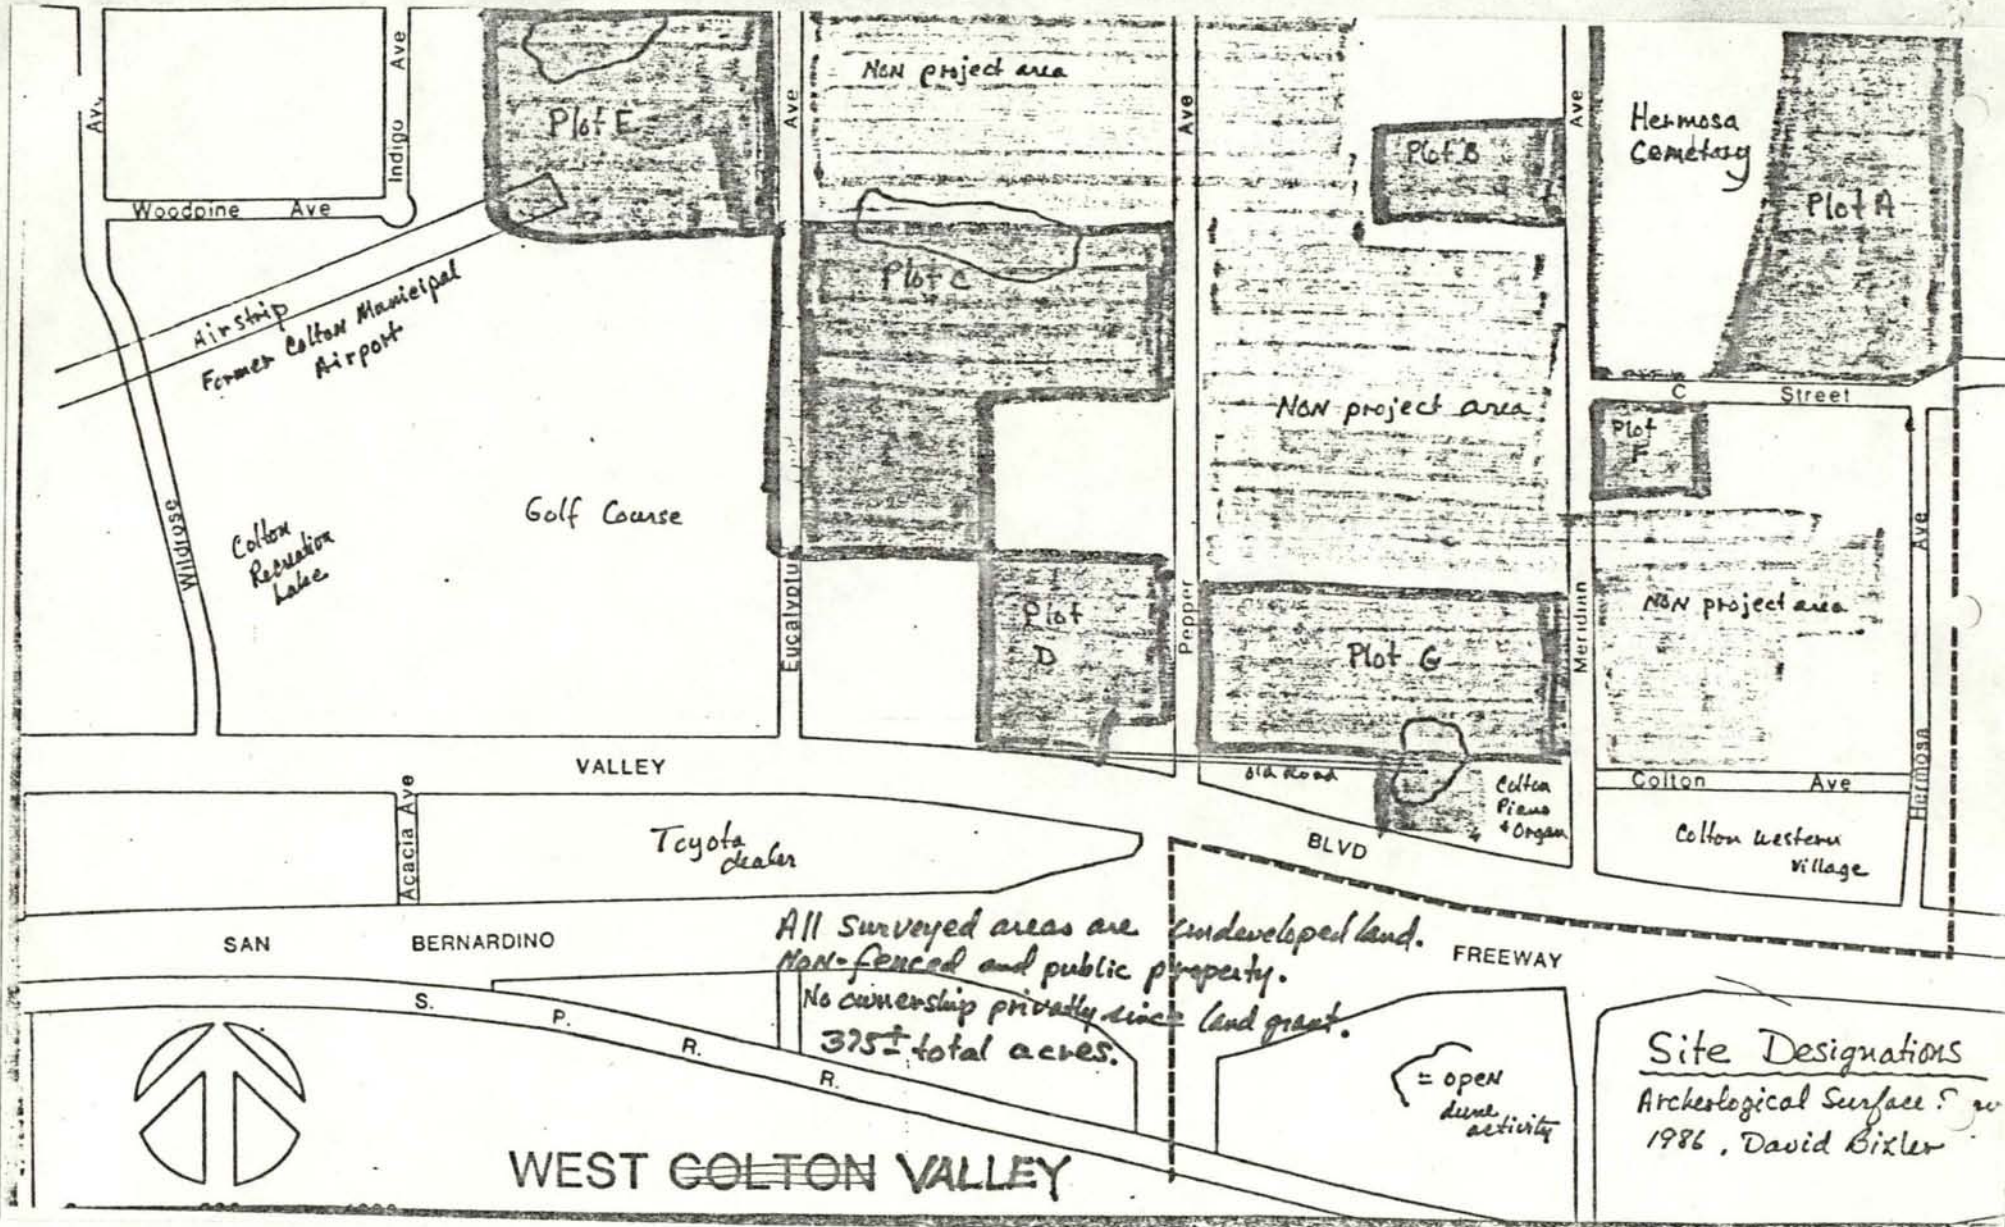 Av.
Indigo Ave
Woodpine Ave
Airstrip
Former Colton Municipal
Airport
Wildrose
Colton
Recreation
Lake
Golf Course
Plot E
Eucalyptus
Ave
NON project area
Plot C
Plot
D
Pepper
Ave
Plot B
NON project area
Plot G
Meridian
Ave
Hermosa
Cemetary
Plot A
C Street
Plot
F
NON project area
Hermosa
Ave
Colton Ave
Colton Western
Village
old road
Colton
Piano
& Organ
VALLEY
BLVD
Acacia Ave
Toyota
dealer
SAN BERNARDINO
FREEWAY
All surveyed areas are undeveloped land.
NON-fenced and public property.
No ownership privatly since land grant.
375± total acres.
S. P. R. R.
= open
dune
activity
Site Designations
Archeological Surface
1986, David Bixler
WEST COLTON VALLEY